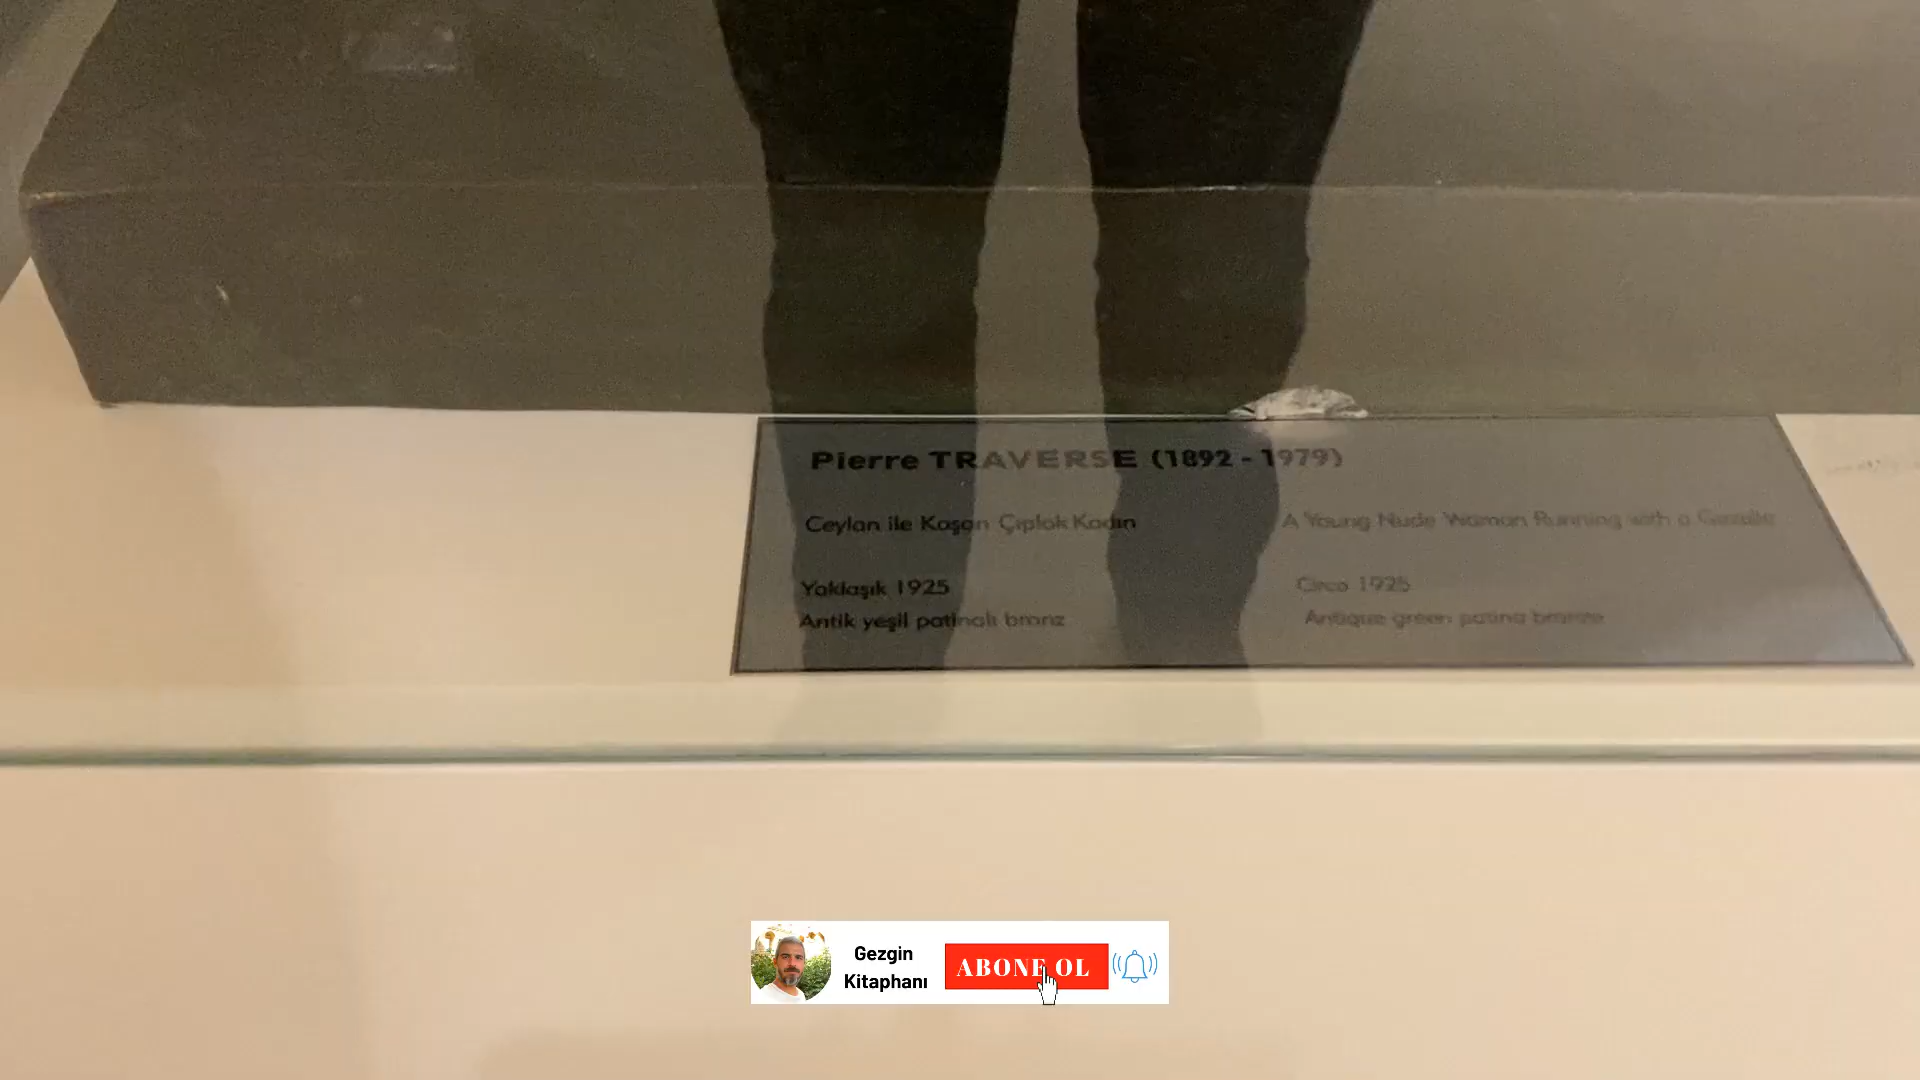 Pierre TRAVERSE (1892 - 1979)
Ceylan ile Koşan Çıplak Kadın
A Young Nude Woman Running with a Gazelle
Yaklaşık 1925
Circa 1925
Antik yeşil patinalı bronz
Antique green patina bronze
Gezgin
Kitaphanı
ABONE OL